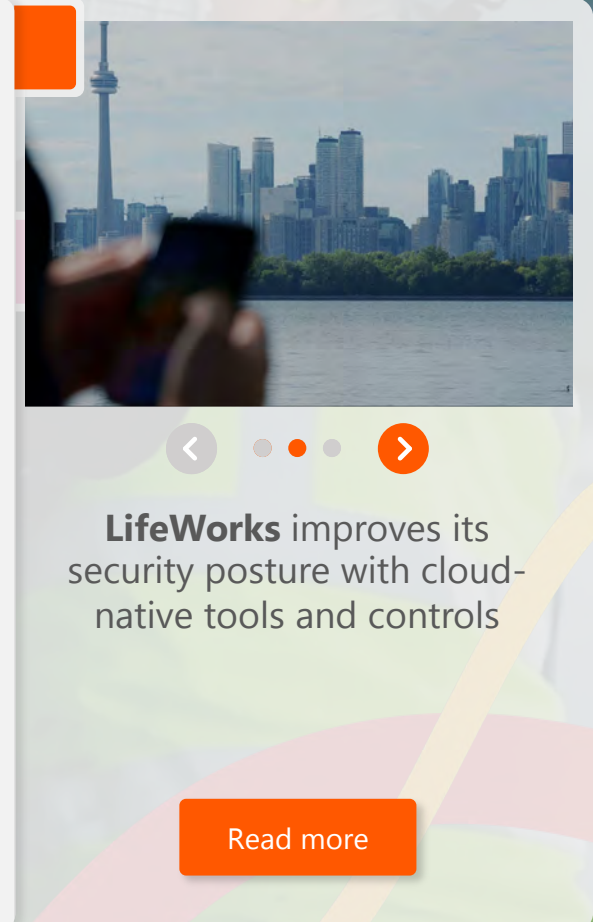 LifeWorks improves its
security posture with cloud-
native tools and controls
Read more